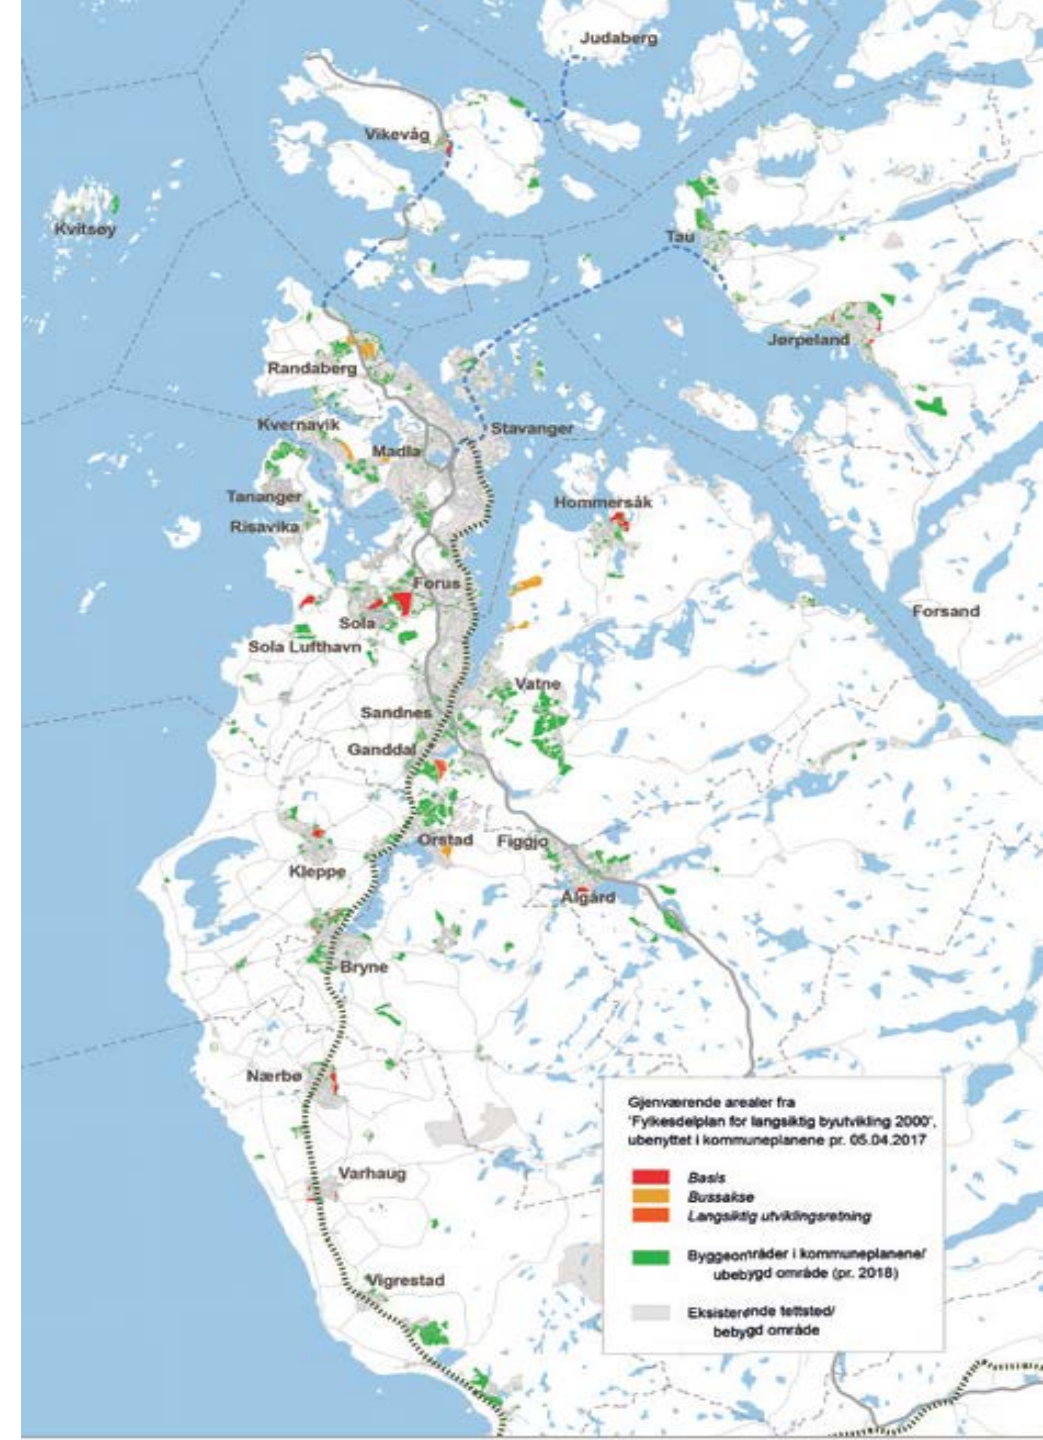 Judaberg
Vikevåg
Kvitsøy
Tau
Jørpeland
Randaberg
Kvernavik
Stavanger
Madla
Tananger
Hommersåk
Risavika
Forus
Forsand
Sola
Sola Lufthavn
Vatne
Sandnes
Ganddal
Orstad
Figgjo
Kleppe
Ålgård
Bryne
Nærbø
Varhaug
Vigrestad
Gjenværende arealer fra
'Fylkesdelplan for langsiktig byutvikling 2000',
ubenyttet i kommuneplanene pr. 05.04.2017
Basis
Bussakse
Langsiktig utviklingsretning
Byggeområder i kommuneplanene/
ubebygd område (pr. 2018)
Eksisterende tettsted/
bebygd område